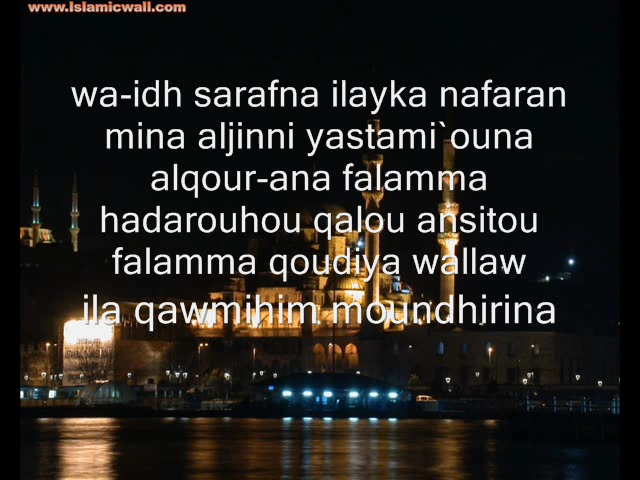 www.Islamicwall.com
wa-idh sarafna ilayka nafaran
mina aljinni yastami`ouna
alqour-ana falamma
hadarouhou qalou ansitou
falamma qoudiya wallaw
ila qawmihim moundhirina